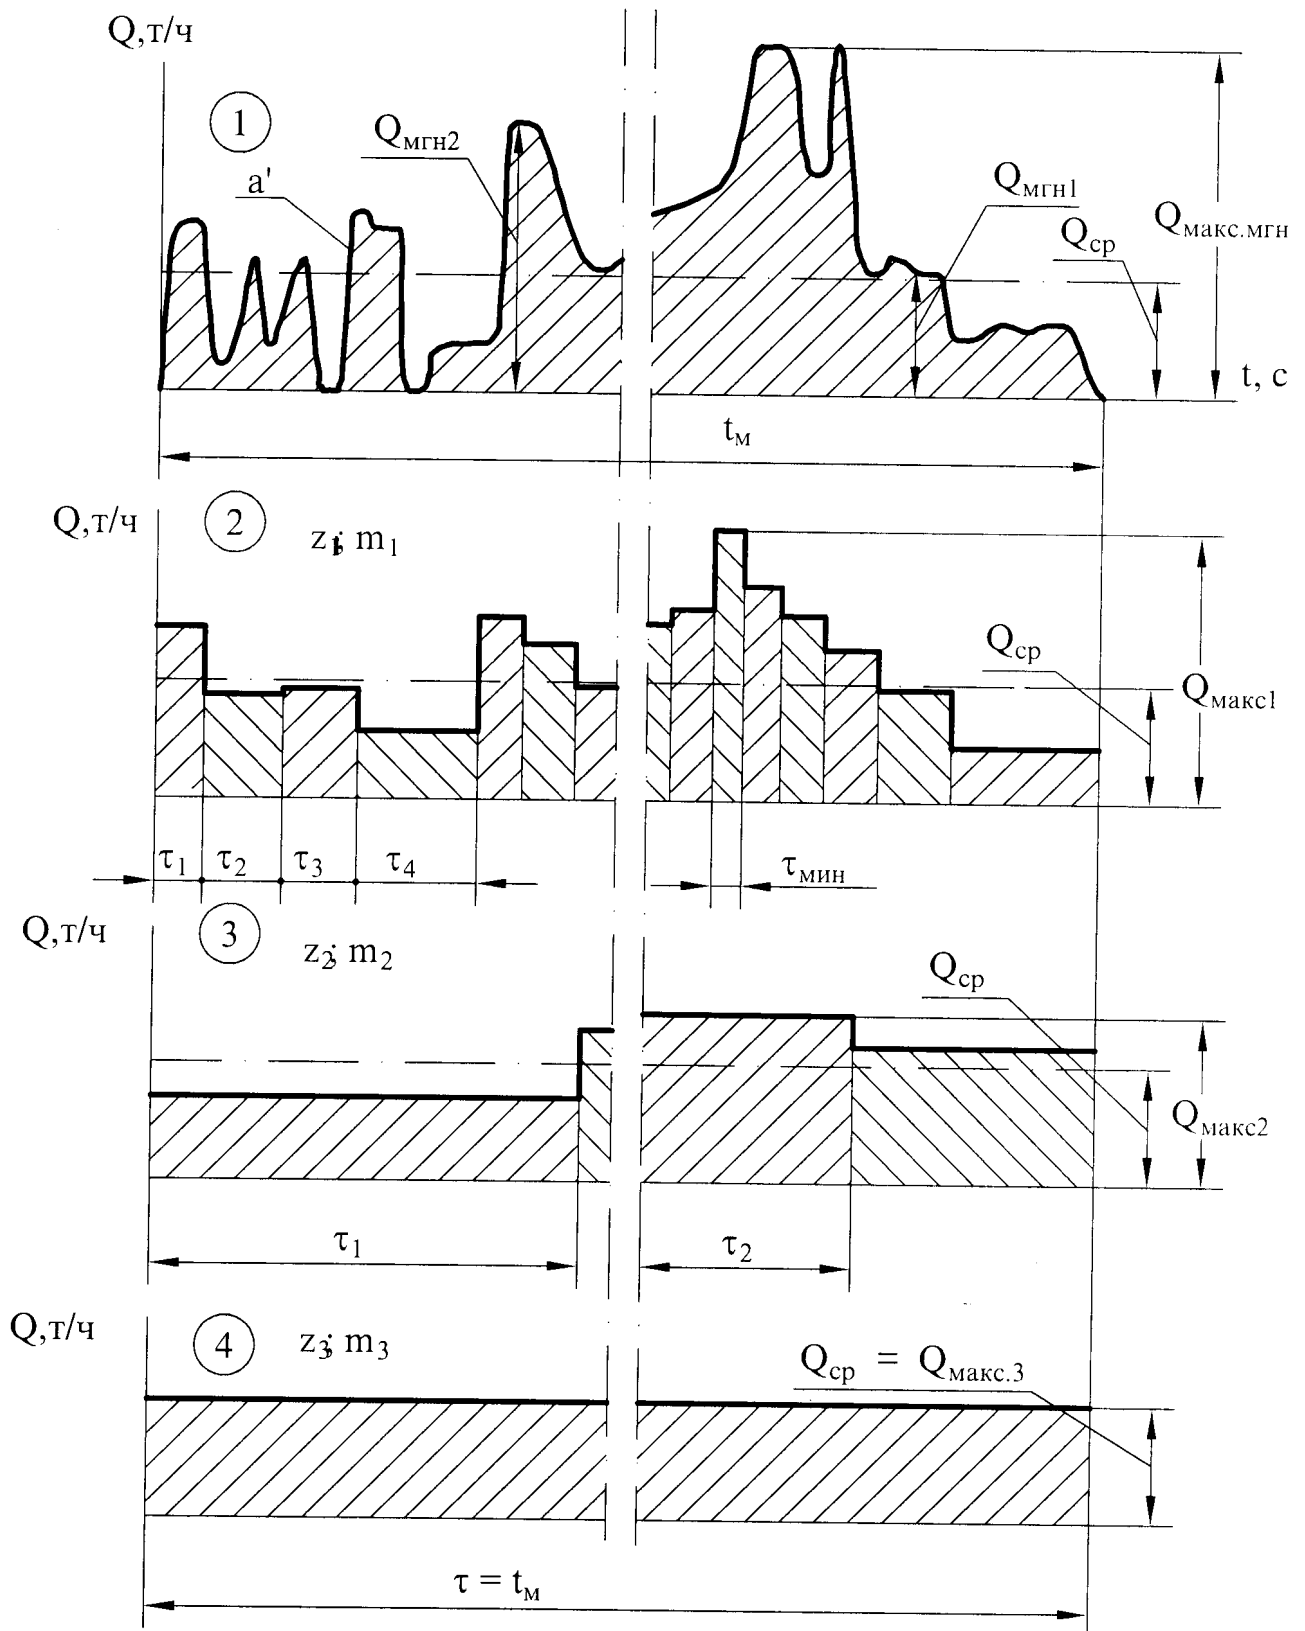 Q,т/ч
1
Qмгн2
a'
Qмгн1
Qср
Qмакс.мгн
t, c
tм
Q,т/ч
2
z1; m1
Qср
Qмакс1
τ1 τ2 τ3 τ4
τмин
Q,т/ч
3
z2; m2
Qср
Qмакс2
τ1
τ2
Q,т/ч
4
z3; m3
Qср = Qмакс.3
τ = tм